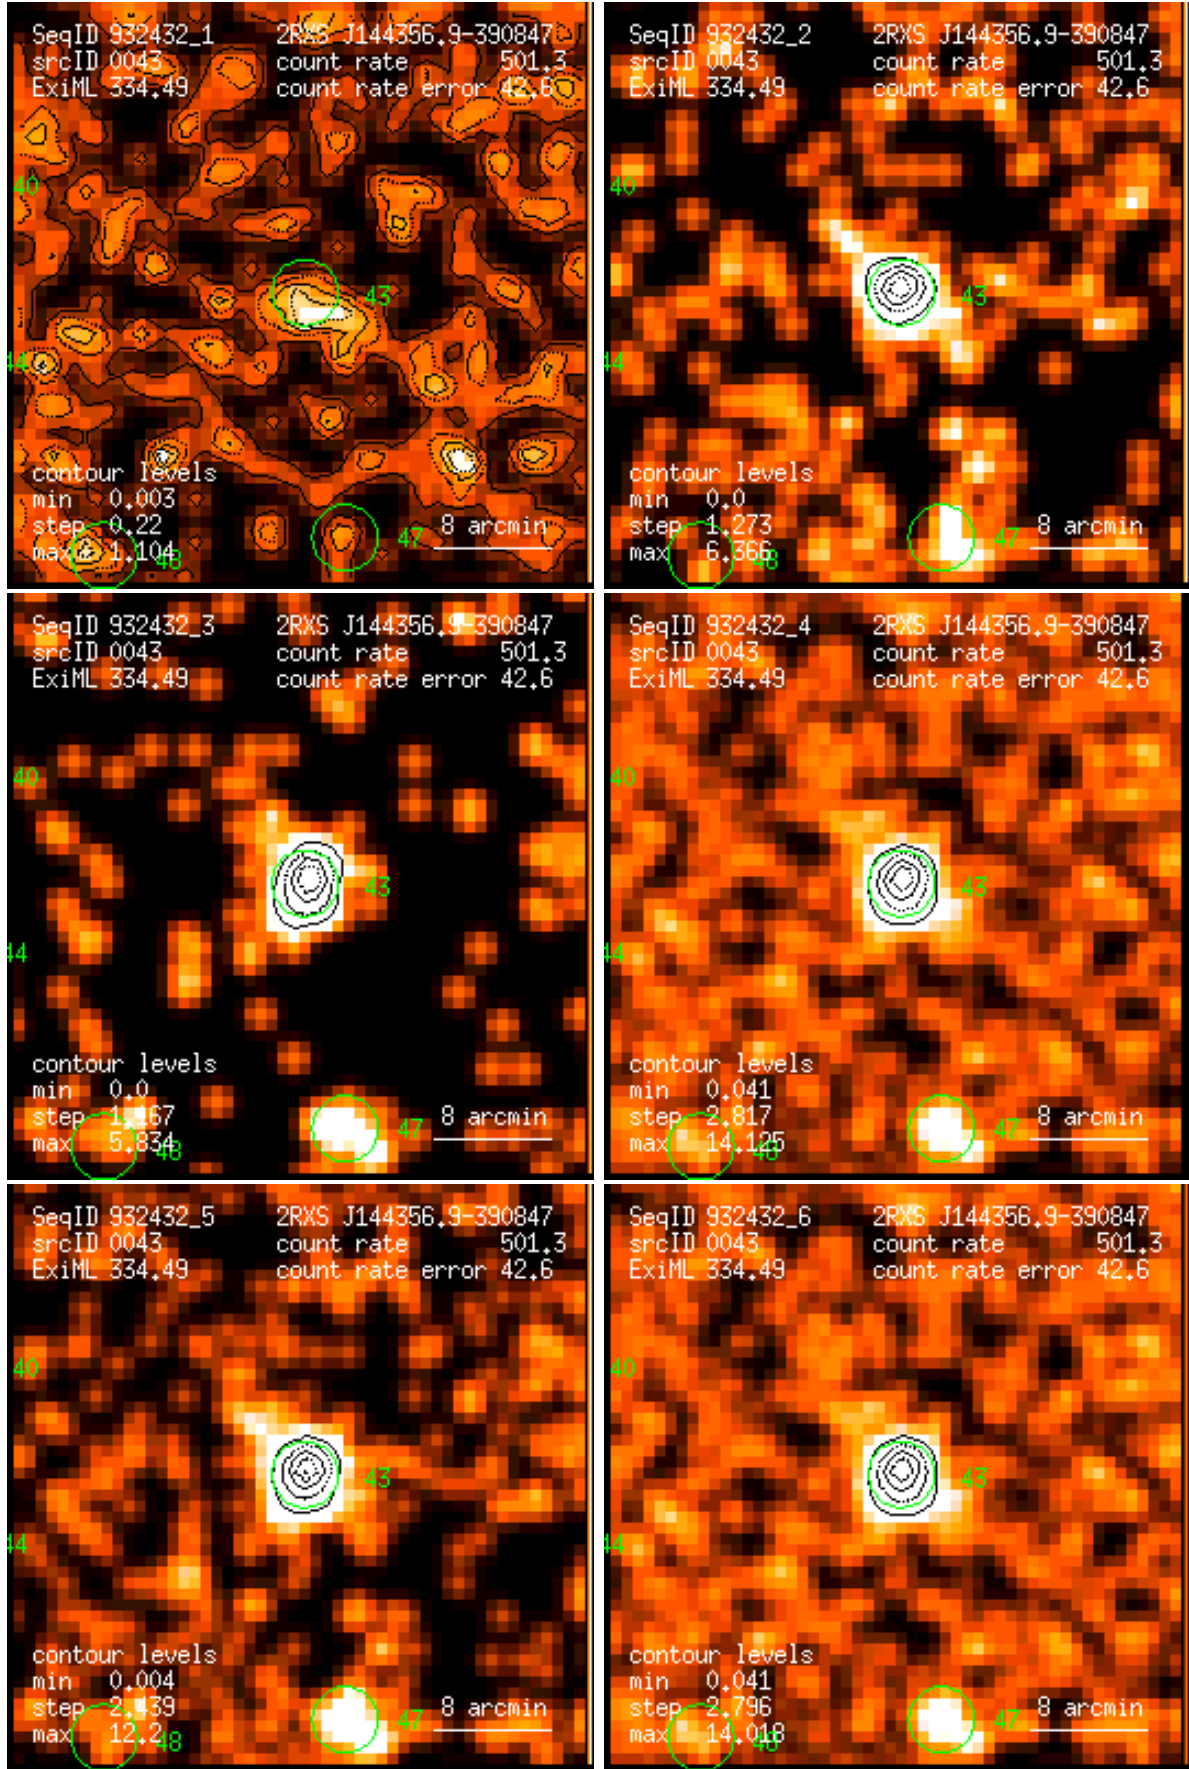 SeqID 932432_1 2RXS J144356.9-390847
srcID 0043 count rate 501.3
ExiML 334.49 count rate error 42.6
40
43
44
contour levels
min 0.003
step 0.22
max 1.104
48
47
8 arcmin
SeqID 932432_2 2RXS J144356.9-390847
srcID 0043 count rate 501.3
ExiML 334.49 count rate error 42.6
40
43
44
contour levels
min 0.0
step 1.273
max 6.366
48
47
8 arcmin
SeqID 932432_3 2RXS J144356.9-390847
srcID 0043 count rate 501.3
ExiML 334.49 count rate error 42.6
40
43
44
contour levels
min 0.0
step 1.167
max 5.834
48
47
8 arcmin
SeqID 932432_4 2RXS J144356.9-390847
srcID 0043 count rate 501.3
ExiML 334.49 count rate error 42.6
40
43
44
contour levels
min 0.041
step 2.817
max 14.125
48
47
8 arcmin
SeqID 932432_5 2RXS J144356.9-390847
srcID 0043 count rate 501.3
ExiML 334.49 count rate error 42.6
40
43
44
contour levels
min 0.004
step 2.439
max 12.2
48
47
8 arcmin
SeqID 932432_6 2RXS J144356.9-390847
srcID 0043 count rate 501.3
ExiML 334.49 count rate error 42.6
40
43
44
contour levels
min 0.041
step 2.796
max 14.018
48
47
8 arcmin